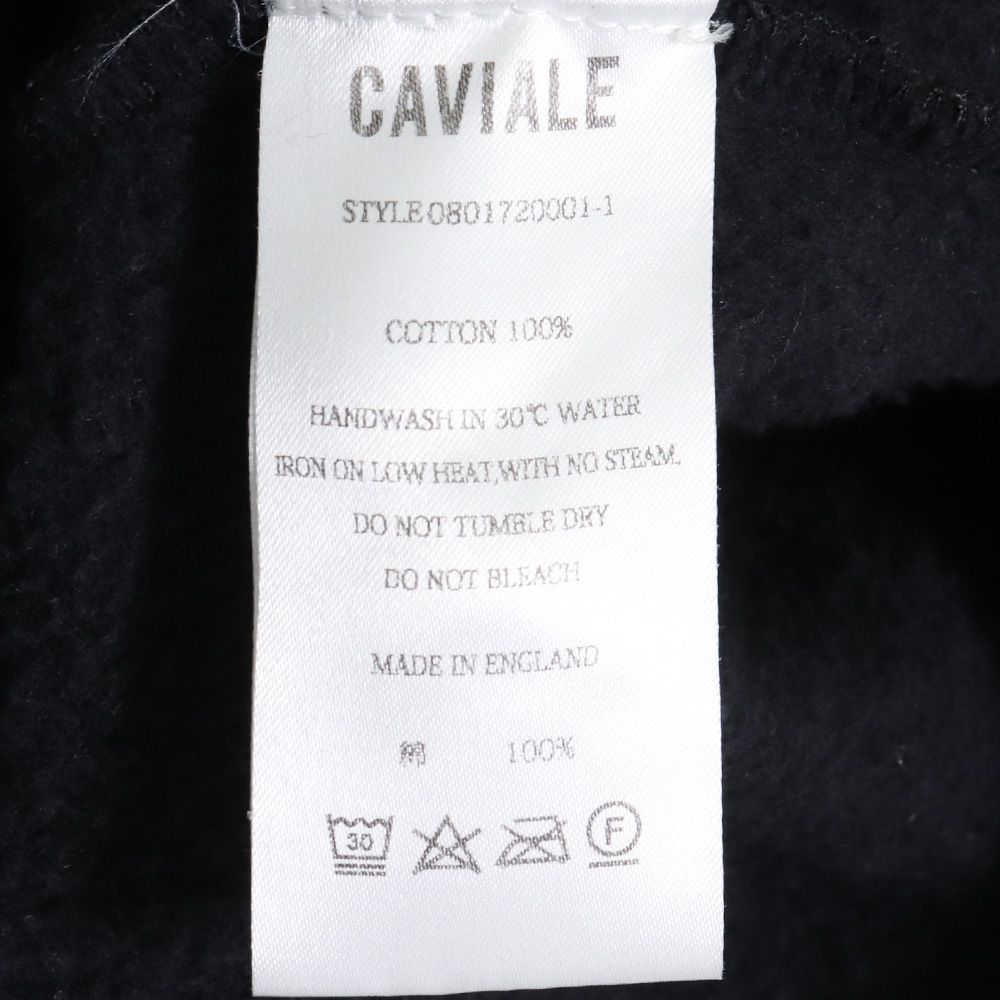 CAVIALE
STYLE 0801720001-1
COTTON 100%
HANDWASH IN 30℃ WATER
IRON ON LOW HEAT, WITH NO STEAM.
DO NOT TUMBLE DRY
DO NOT BLEACH
MADE IN ENGLAND
綿 100%
30 F